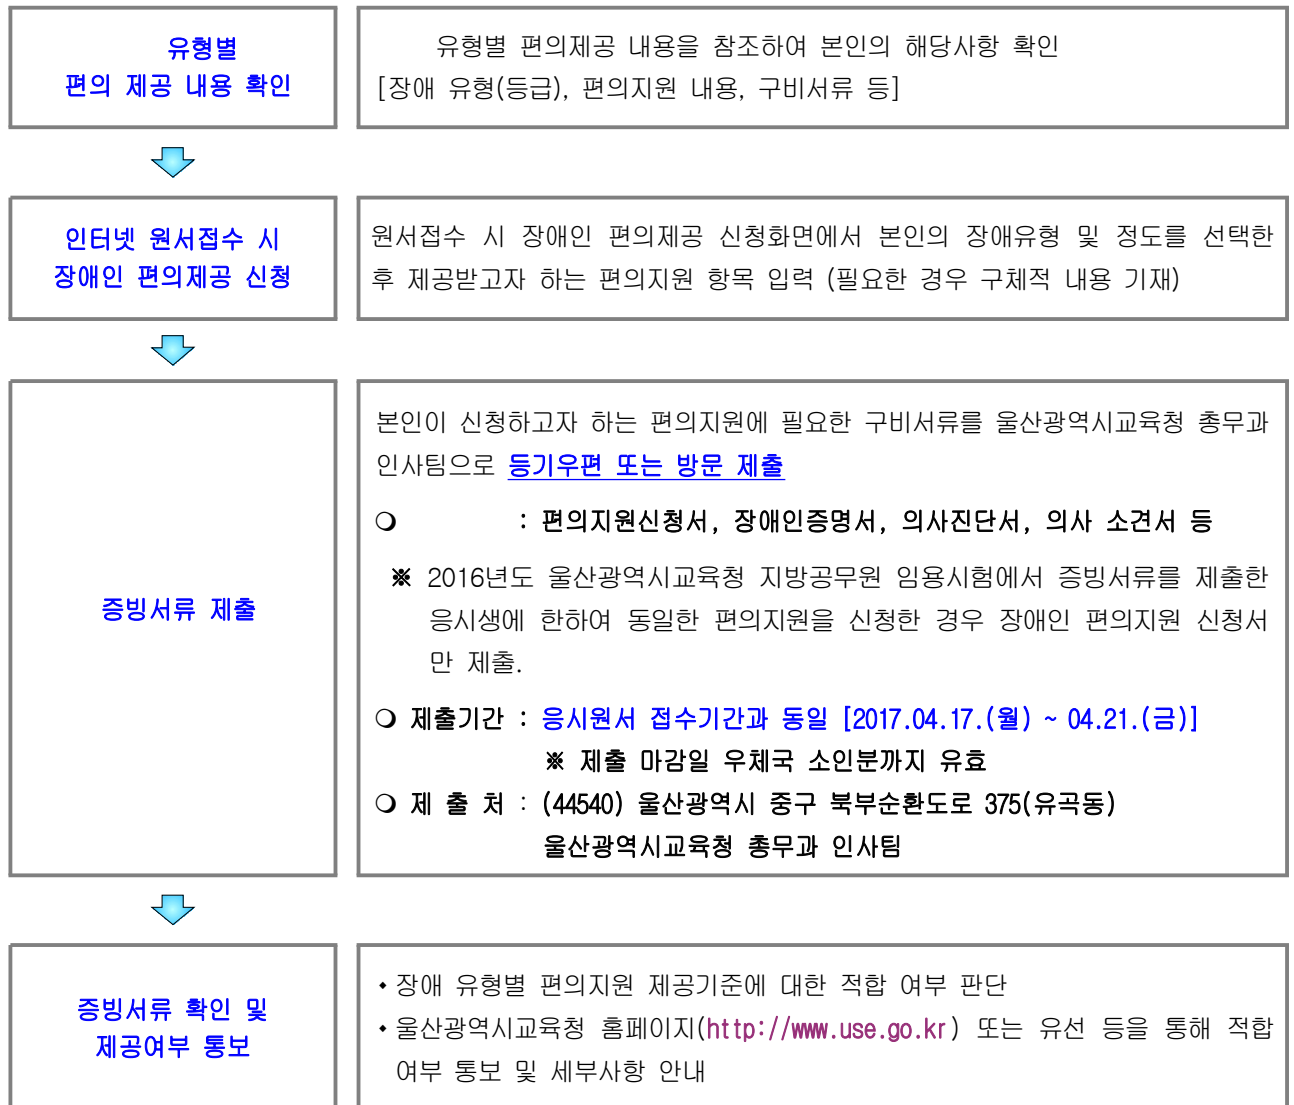 유형별
편의 제공 내용 확인
유형별 편의제공 내용을 참조하여 본인의 해당사항 확인
[장애 유형(등급), 편의지원 내용, 구비서류 등]
인터넷 원서접수 시
장애인 편의제공 신청
원서접수 시 장애인 편의제공 신청화면에서 본인의 장애유형 및 정도를 선택한
후 제공받고자 하는 편의지원 항목 입력 (필요한 경우 구체적 내용 기재)
증빙서류 제출
본인이 신청하고자 하는 편의지원에 필요한 구비서류를 울산광역시교육청 총무과
인사팀으로 등기우편 또는 방문 제출
❍ : 편의지원신청서, 장애인증명서, 의사진단서, 의사 소견서 등
※ 2016년도 울산광역시교육청 지방공무원 임용시험에서 증빙서류를 제출한
응시생에 한하여 동일한 편의지원을 신청한 경우 장애인 편의지원 신청서
만 제출.
❍ 제출기간 : 응시원서 접수기간과 동일 [2017.04.17.(월) ~ 04.21.(금)]
※ 제출 마감일 우체국 소인분까지 유효
❍ 제 출 처 : (44540) 울산광역시 중구 북부순환도로 375(유곡동)
울산광역시교육청 총무과 인사팀
증빙서류 확인 및
제공여부 통보
• 장애 유형별 편의지원 제공기준에 대한 적합 여부 판단
• 울산광역시교육청 홈페이지(http://www.use.go.kr) 또는 유선 등을 통해 적합
여부 통보 및 세부사항 안내